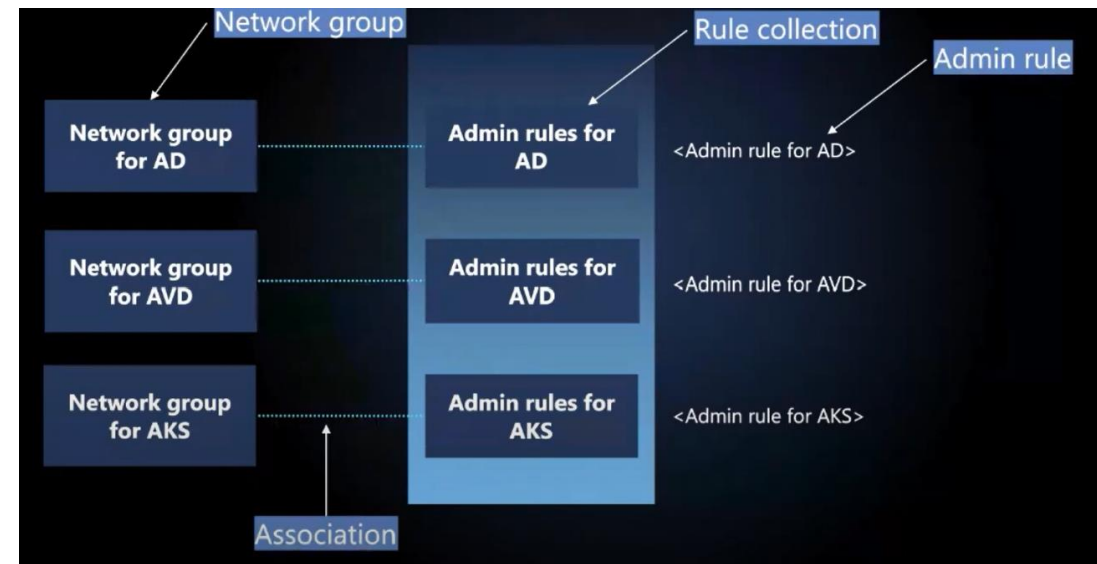 Network group
Rule collection
Admin rule
Network group
for AD
Admin rules for
AD
<Admin rule for AD>
Network group
for AVD
Admin rules for
AVD
<Admin rule for AVD>
Network group
for AKS
Admin rules for
AKS
<Admin rule for AKS>
Association